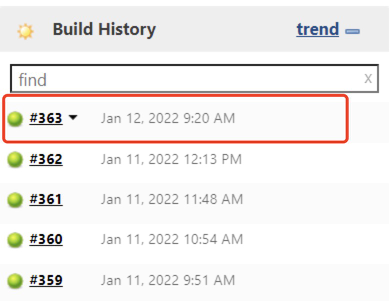 Build History trend
find x
#363 Jan 12, 2022 9:20 AM
#362 Jan 11, 2022 12:13 PM
#361 Jan 11, 2022 11:48 AM
#360 Jan 11, 2022 10:54 AM
#359 Jan 11, 2022 9:51 AM